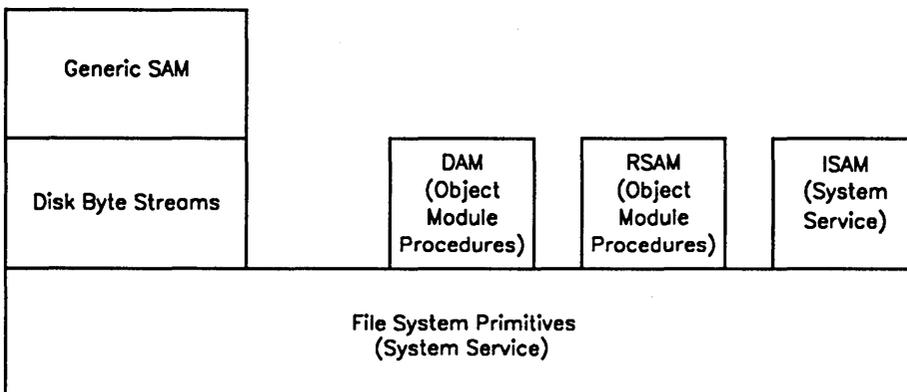 Generic SAM
Disk Byte Streams
DAM
(Object
Module
Procedures)
RSAM
(Object
Module
Procedures)
ISAM
(System
Service)
File System Primitives
(System Service)